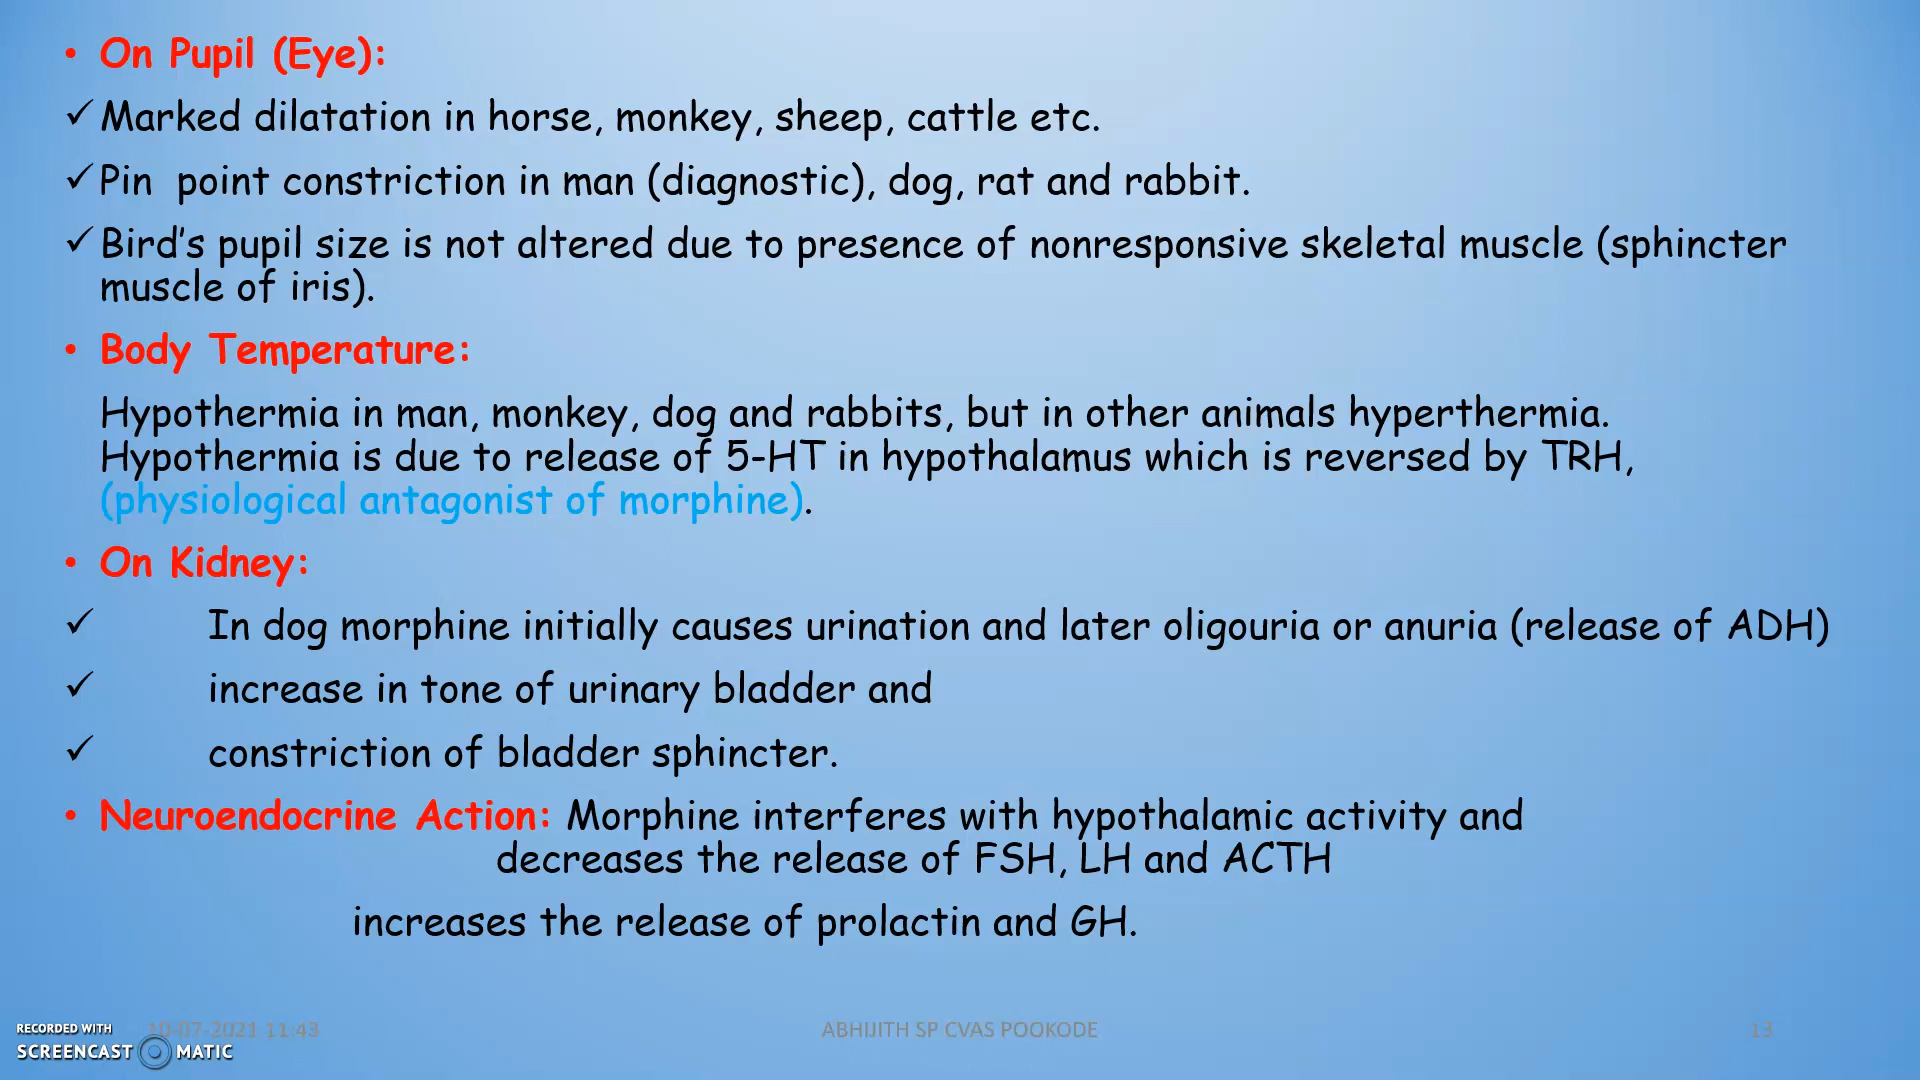 • On Pupil (Eye):
✓ Marked dilatation in horse, monkey, sheep, cattle etc.
✓ Pin point constriction in man (diagnostic), dog, rat and rabbit.
✓ Bird's pupil size is not altered due to presence of nonresponsive skeletal muscle (sphincter
muscle of iris).
• Body Temperature:
Hypothermia in man, monkey, dog and rabbits, but in other animals hyperthermia.
Hypothermia is due to release of 5-HT in hypothalamus which is reversed by TRH,
(physiological antagonist of morphine).
• On Kidney:
✓ In dog morphine initially causes urination and later oligouria or anuria (release of ADH)
✓ increase in tone of urinary bladder and
✓ constriction of bladder sphincter.
• Neuroendocrine Action: Morphine interferes with hypothalamic activity and
decreases the release of FSH, LH and ACTH
increases the release of prolactin and GH.
RECORDED WITH
SCREENCAST MATIC
10-07-2021 11:43
ABHIJITH SP CVAS POOKODE
13